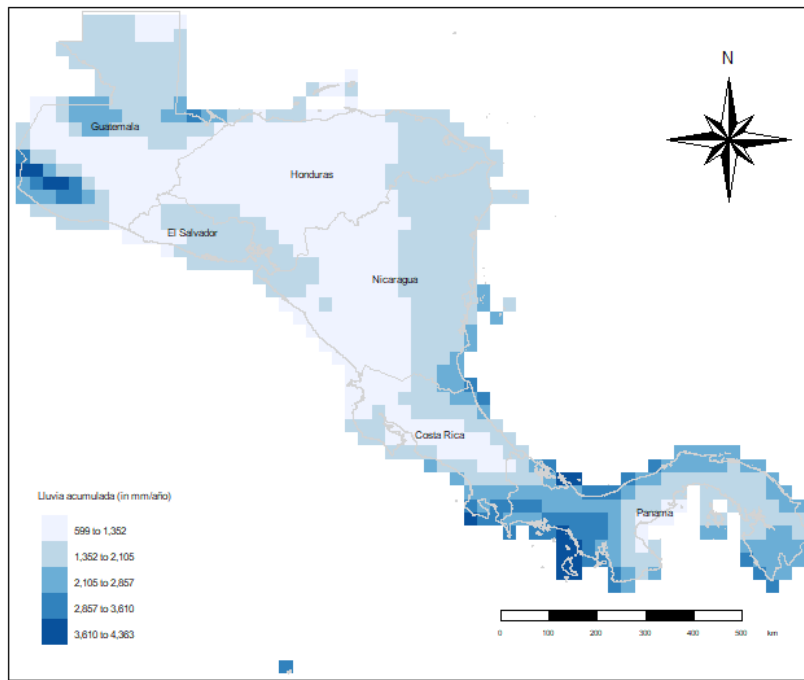 N
Guatemala
Honduras
El Salvador
Nicaragua
Costa Rica
Panama
Lluvia acumulada (in mm/año)
599 to 1,352
1,352 to 2,105
2,105 to 2,857
2,857 to 3,610
3,610 to 4,363
0 100 200 300 400 500 km